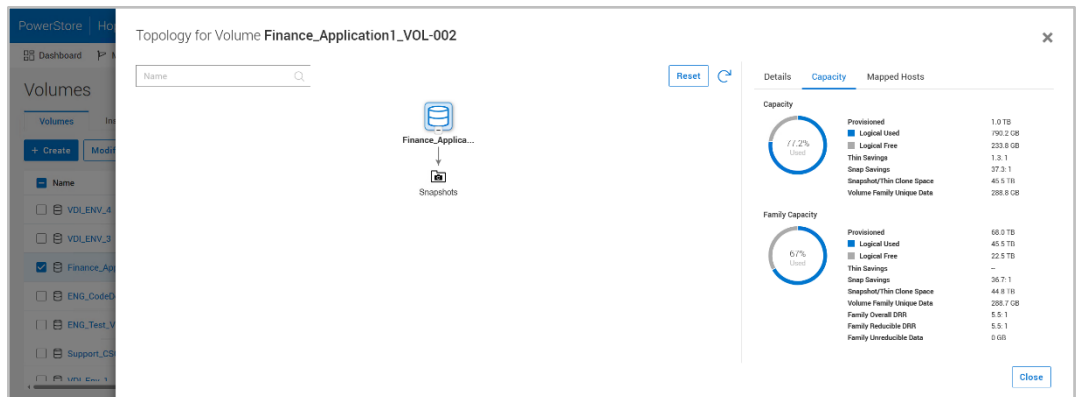 PowerStore
Topology for Volume Finance_Application1_VOL-002
Dashboard
Name
Reset
Details Capacity Mapped Hosts
Volumes
Volumes
+ Create
Name
VDI_ENV_4
VDI_ENV_3
Finance_Ap
ENG_CodeD
ENG_Test_V
Support_CS
VDI_Env_1
Finance_Applica...
Snapshots
Capacity
77.2%
Used
Provisioned 1.0 TB
Logical Used 790.2 GB
Logical Free 233.8 GB
Thin Savings 1.3:1
Snap Savings 37.3:1
Snapshot/Thin Clone Space 45.5 TB
Volume Family Unique Data 288.8 GB
Family Capacity
67%
Used
Provisioned 68.0 TB
Logical Used 45.5 TB
Logical Free 22.5 TB
Thin Savings –
Snap Savings 36.7:1
Snapshot/Thin Clone Space 44.8 TB
Volume Family Unique Data 288.7 GB
Family Overall DRR 5.5:1
Family Reducible DRR 5.5:1
Family Unreducible Data 0 GB
Close